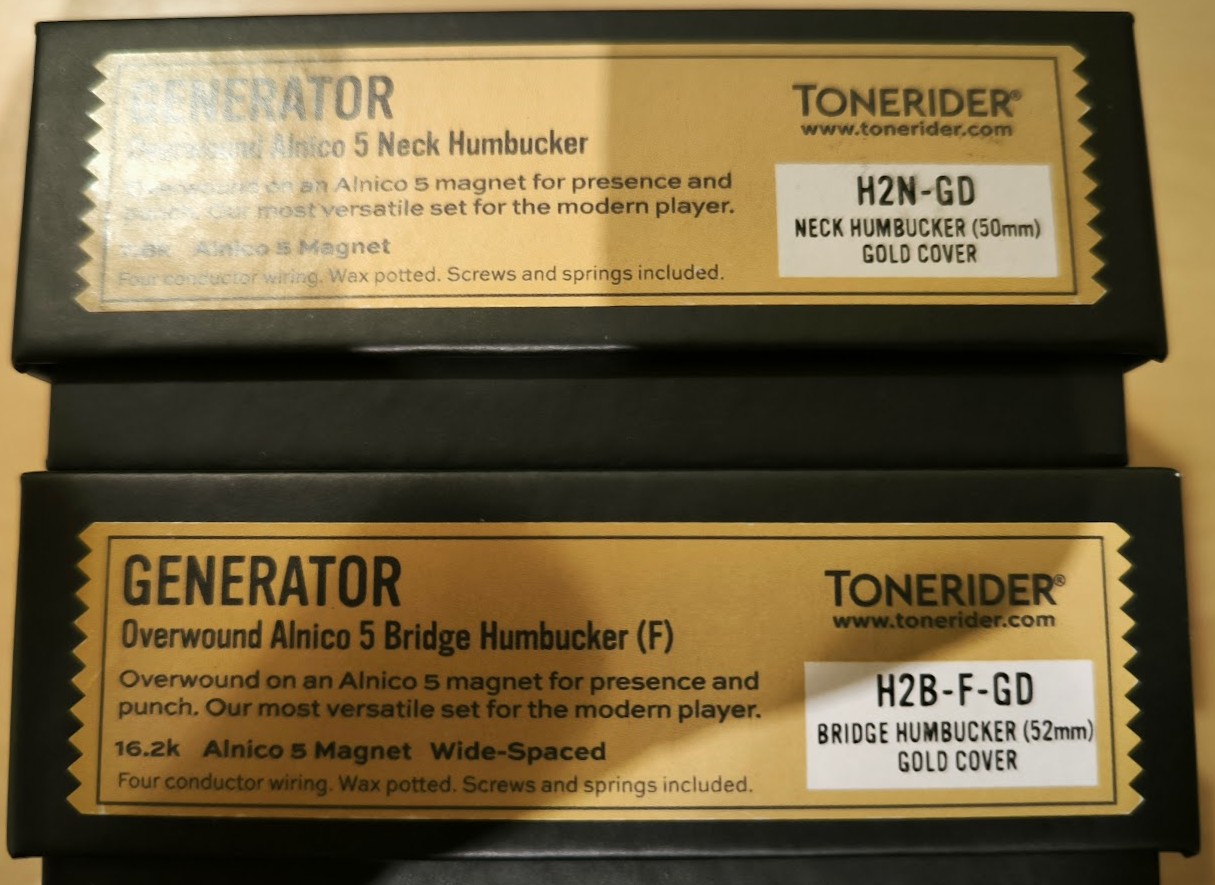 GENERATOR
Overwound Alnico 5 Neck Humbucker
Overwound on an Alnico 5 magnet for presence and
punch. Our most versatile set for the modern player.
Alnico 5 Magnet
Four conductor wiring. Wax potted. Screws and springs included.
TONERIDER®
www.tonerider.com
H2N-GD
NECK HUMBUCKER (50mm)
GOLD COVER
GENERATOR
Overwound Alnico 5 Bridge Humbucker (F)
Overwound on an Alnico 5 magnet for presence and
punch. Our most versatile set for the modern player.
16.2k Alnico 5 Magnet Wide-Spaced
Four conductor wiring. Wax potted. Screws and springs included.
TONERIDER®
www.tonerider.com
H2B-F-GD
BRIDGE HUMBUCKER (52mm)
GOLD COVER